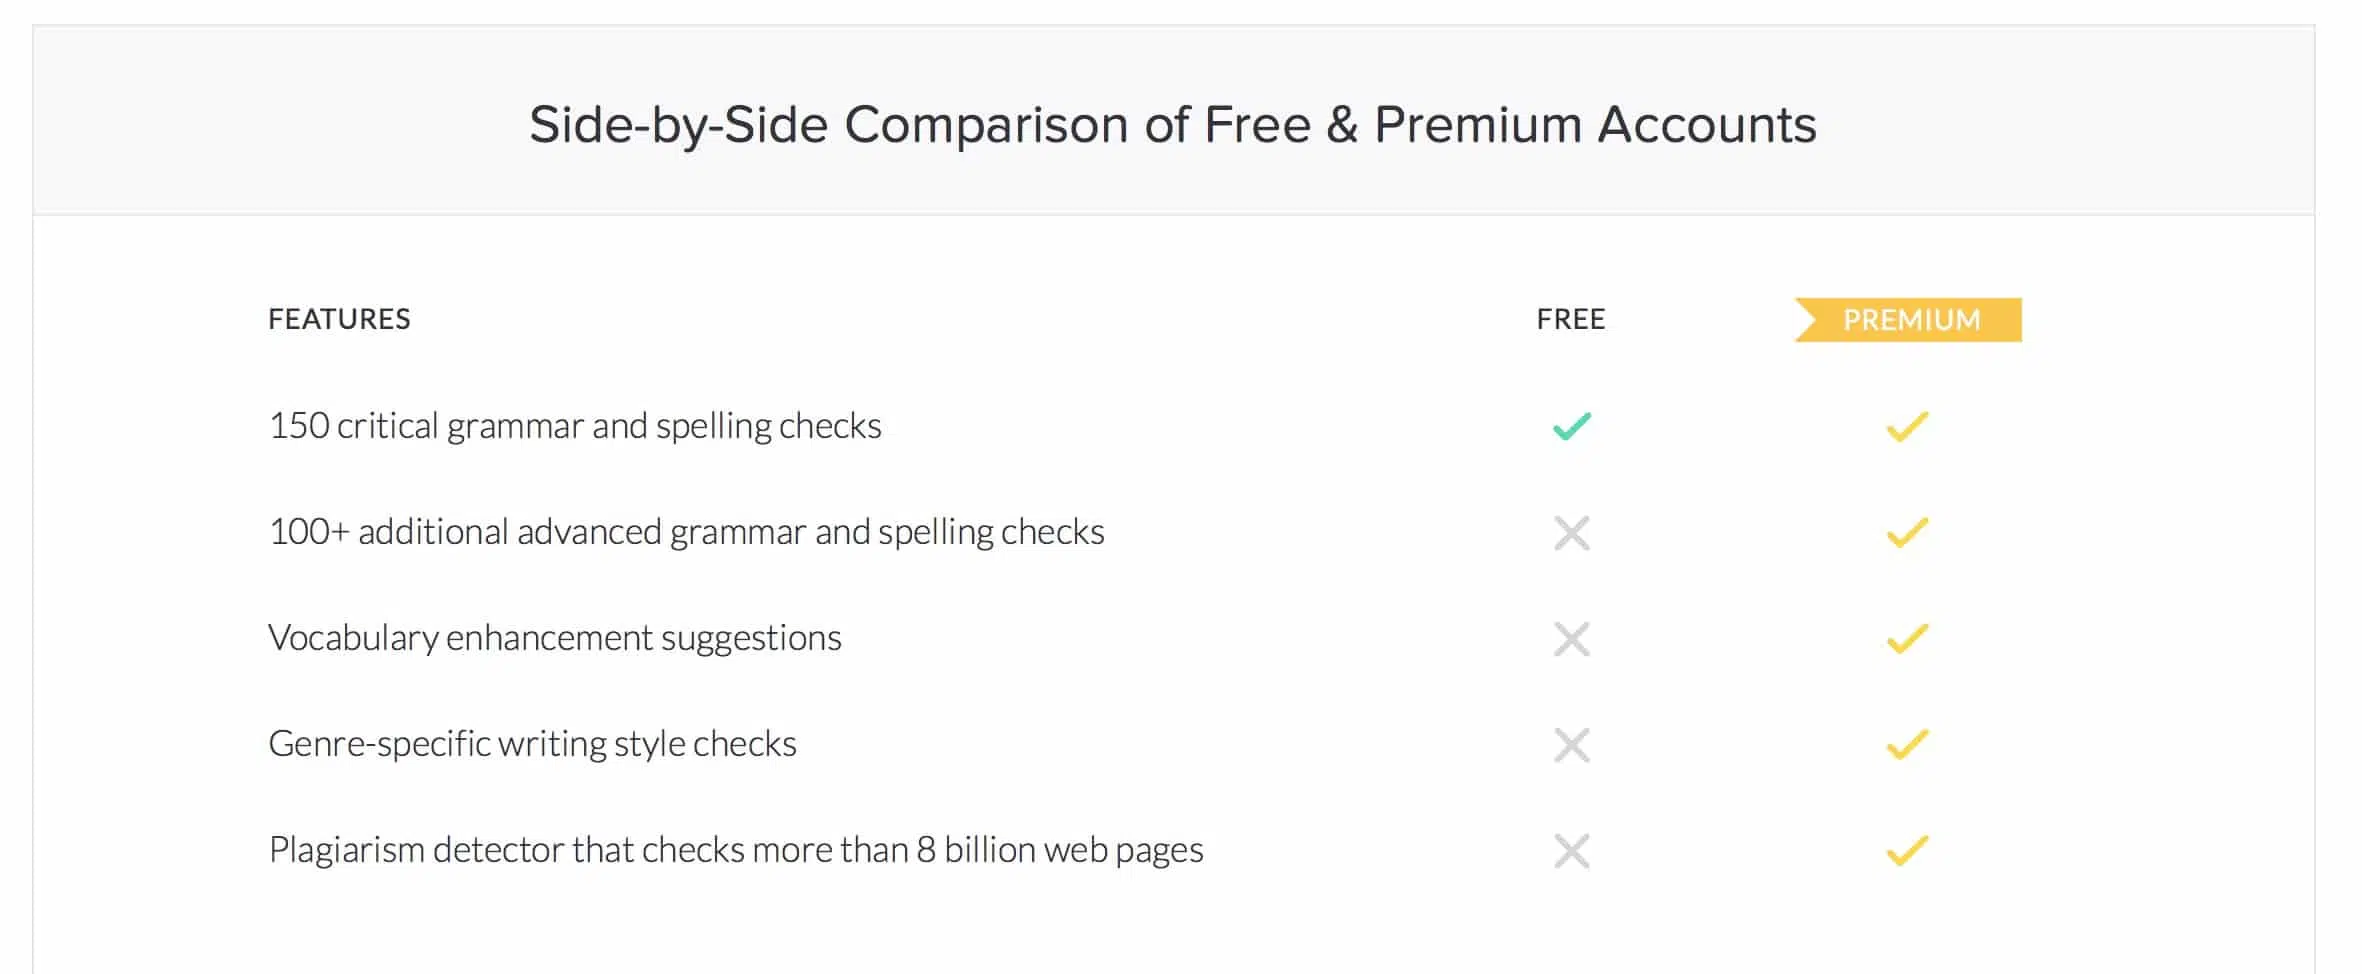 Side-by-Side Comparison of Free & Premium Accounts
FEATURES FREE PREMIUM
150 critical grammar and spelling checks
100+ additional advanced grammar and spelling checks
Vocabulary enhancement suggestions
Genre-specific writing style checks
Plagiarism detector that checks more than 8 billion web pages